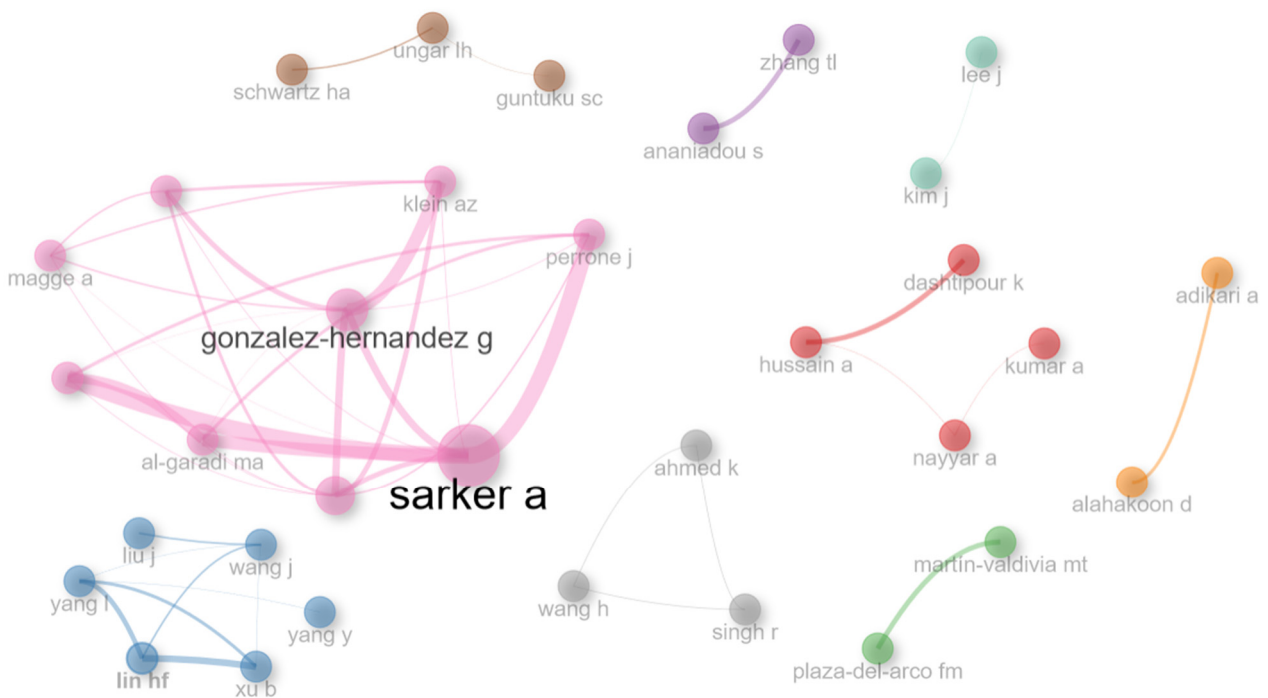 ungar lh
schwartz ha
guntuku sc
zhang tl
ananiadou s
lee j
kim j
klein az
perrone j
magge a
gonzalez-hernandez g
al-garadi ma
sarker a
dashtipour k
hussain a
kumar a
nayyar a
adikari a
alahakoon d
ahmed k
wang h
singh r
martin-valdivia mt
plaza-del-arco fm
liu j
wang j
yang l
yang y
lin hf
xu b